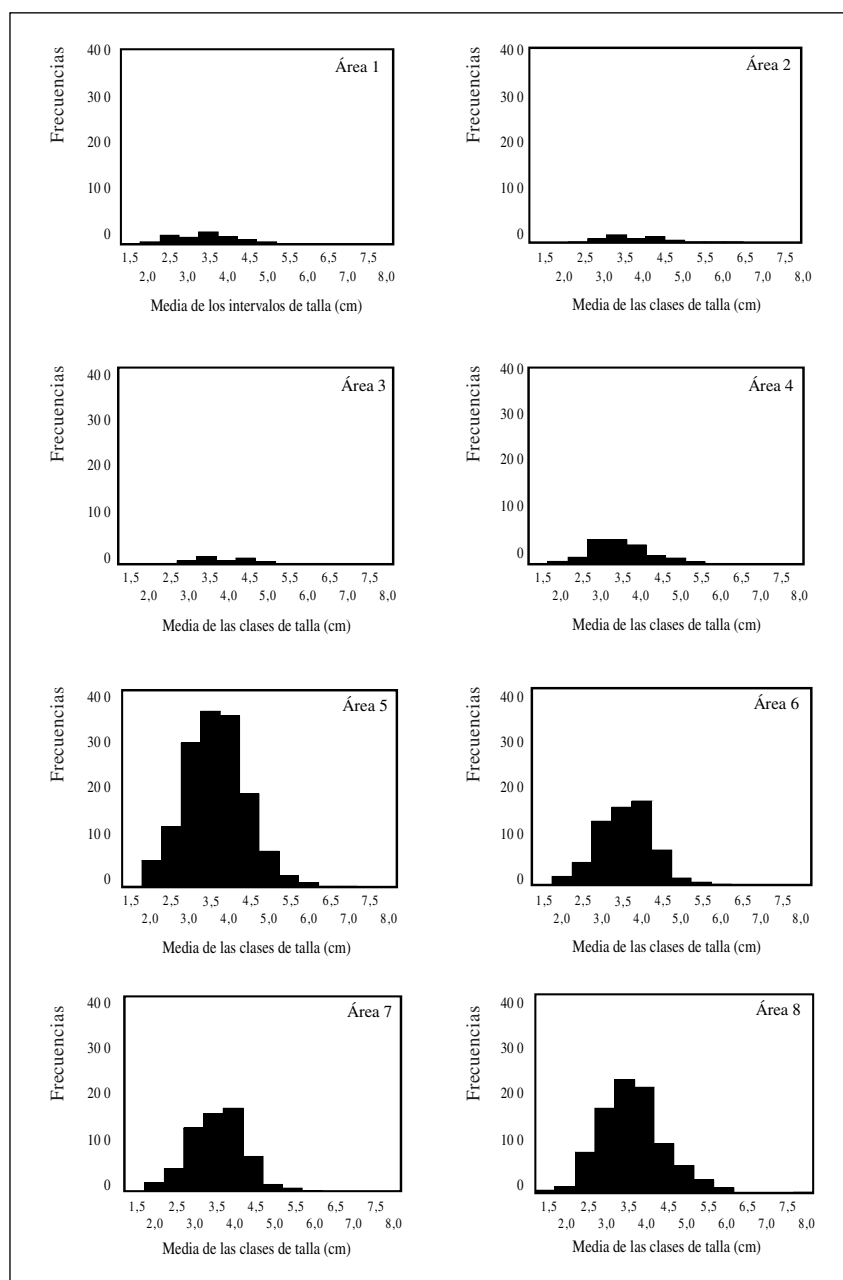 Frecuencias
400
300
200
100
0
Área 1
1,5 2,5 3,5 4,5 5,5 6,5 7,5
2,0 3,0 4,0 5,0 6,0 7,0 8,0
Media de los intervalos de talla (cm)
Frecuencias
400
300
200
100
0
Área 2
1,5 2,5 3,5 4,5 5,5 6,5 7,5
2,0 3,0 4,0 5,0 6,0 7,0 8,0
Media de las clases de talla (cm)
Frecuencias
400
300
200
100
0
Área 3
1,5 2,5 3,5 4,5 5,5 6,5 7,5
2,0 3,0 4,0 5,0 6,0 7,0 8,0
Media de las clases de talla (cm)
Frecuencias
400
300
200
100
0
Área 4
1,5 2,5 3,5 4,5 5,5 6,5 7,5
2,0 3,0 4,0 5,0 6,0 7,0 8,0
Media de las clases de talla (cm)
Frecuencias
400
300
200
100
0
Área 5
1,5 2,5 3,5 4,5 5,5 6,5 7,5
2,0 3,0 4,0 5,0 6,0 7,0 8,0
Media de las clases de talla (cm)
Frecuencias
400
300
200
100
0
Área 6
1,5 2,5 3,5 4,5 5,5 6,5 7,5
2,0 3,0 4,0 5,0 6,0 7,0 8,0
Media de las clases de talla (cm)
Frecuencias
400
300
200
100
0
Área 7
1,5 2,5 3,5 4,5 5,5 6,5 7,5
2,0 3,0 4,0 5,0 6,0 7,0 8,0
Media de las clases de talla (cm)
Frecuencias
400
300
200
100
0
Área 8
1,5 2,5 3,5 4,5 5,5 6,5 7,5
2,0 3,0 4,0 5,0 6,0 7,0 8,0
Media de las clases de talla (cm)